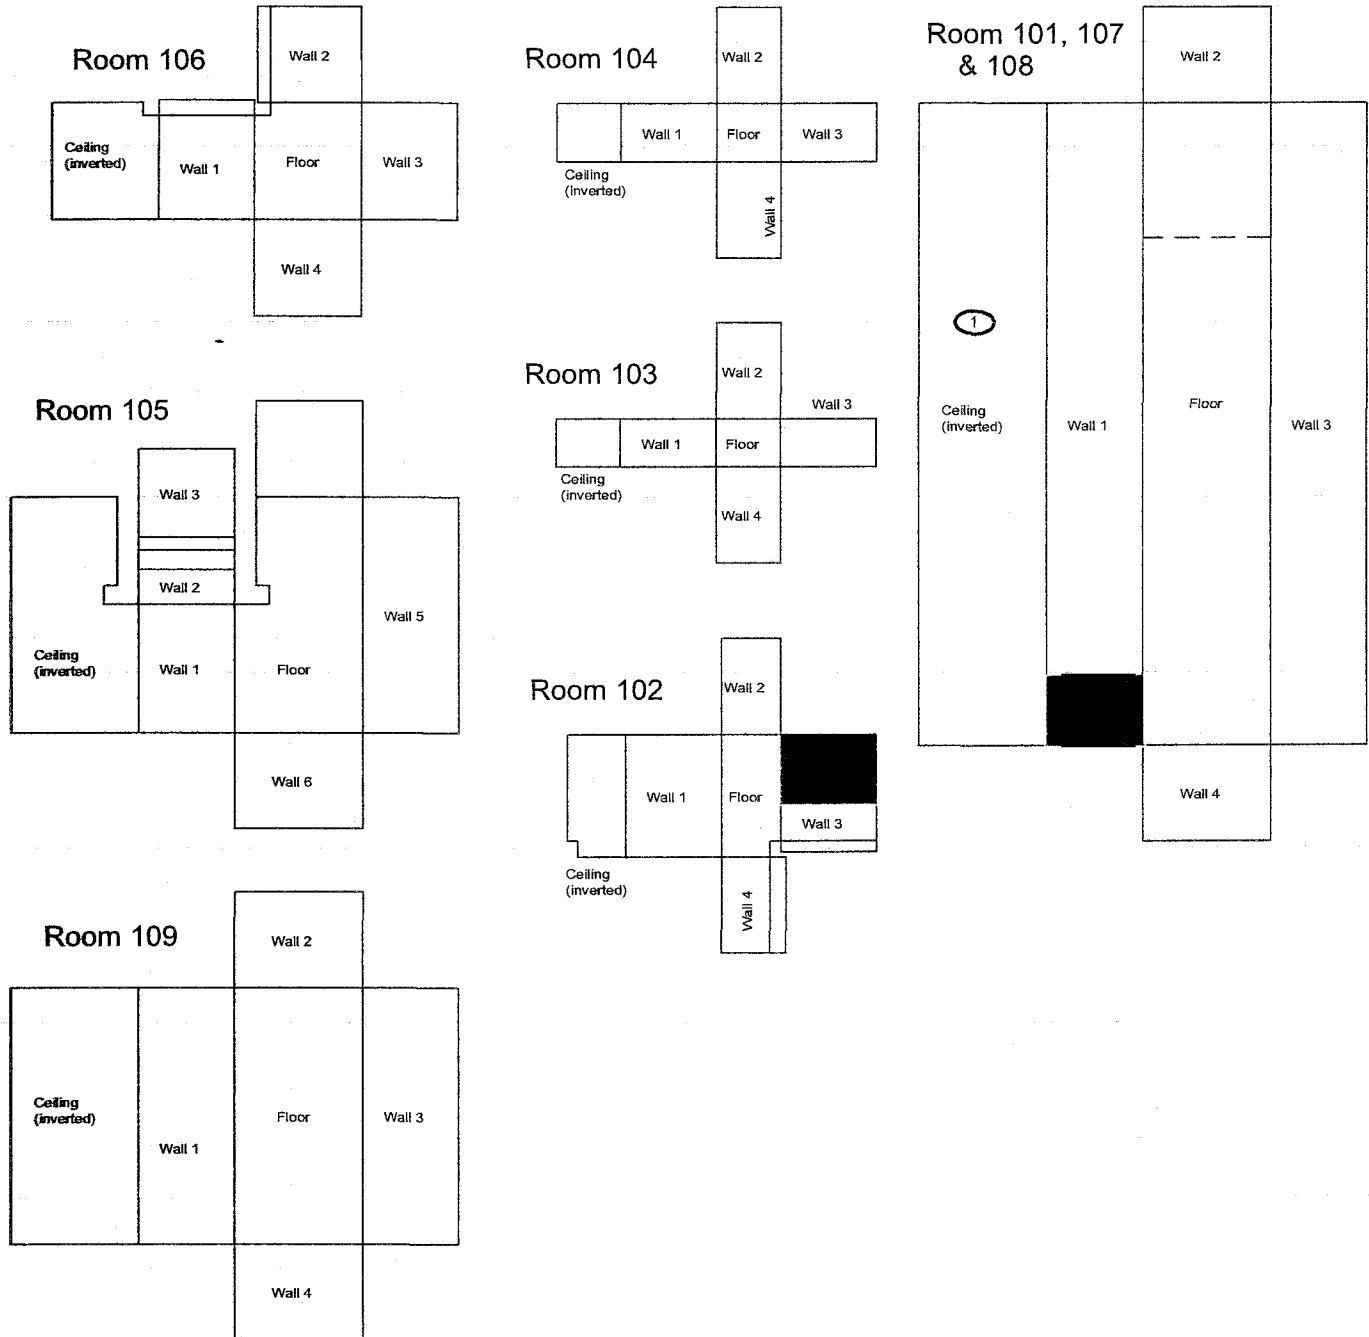 Room 106
Wall 2
Ceiling
(inverted)
Wall 1
Floor
Wall 3
Wall 4
Room 105
Wall 3
Wall 2
Wall 5
Ceiling
(inverted)
Wall 1
Floor
Wall 6
Room 109
Wall 2
Ceiling
(inverted)
Wall 1
Floor
Wall 3
Wall 4
Room 104
Wall 2
Wall 1
Floor
Wall 3
Ceiling
(inverted)
Wall 4
Room 103
Wall 2
Wall 3
Wall 1
Floor
Ceiling
(inverted)
Wall 4
Room 102
Wall 2
Wall 1
Floor
Wall 3
Ceiling
(inverted)
Wall 4
Room 101, 107
& 108
Wall 2
1
Ceiling
(inverted)
Wall 1
Floor
Wall 3
Wall 4